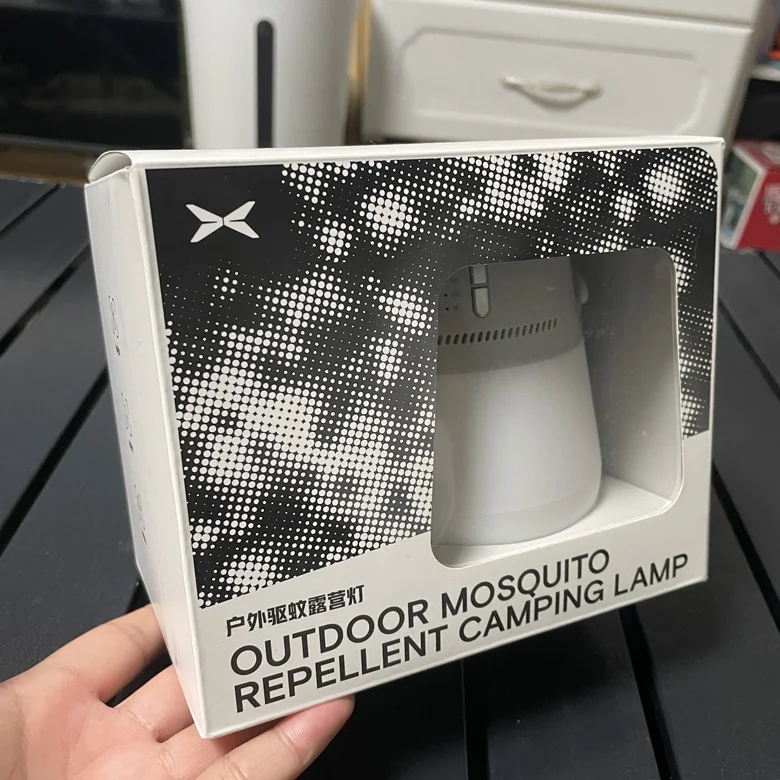 户外驱蚊露营灯
OUTDOOR MOSQUITO
REPELLENT CAMPING LAMP